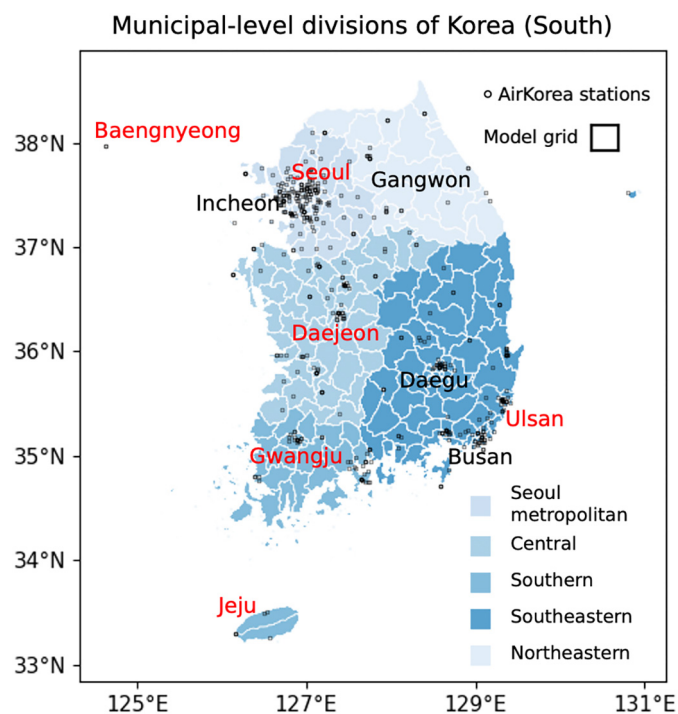 Municipal-level divisions of Korea (South)
AirKorea stations
Model grid
38°N
37°N
36°N
35°N
34°N
33°N
Baengnyeong
Seoul
Incheon
Gangwon
Daejeon
Daegu
Ulsan
Gwangju
Busan
Jeju
Seoul
metropolitan
Central
Southern
Southeastern
Northeastern
125°E
127°E
129°E
131°E